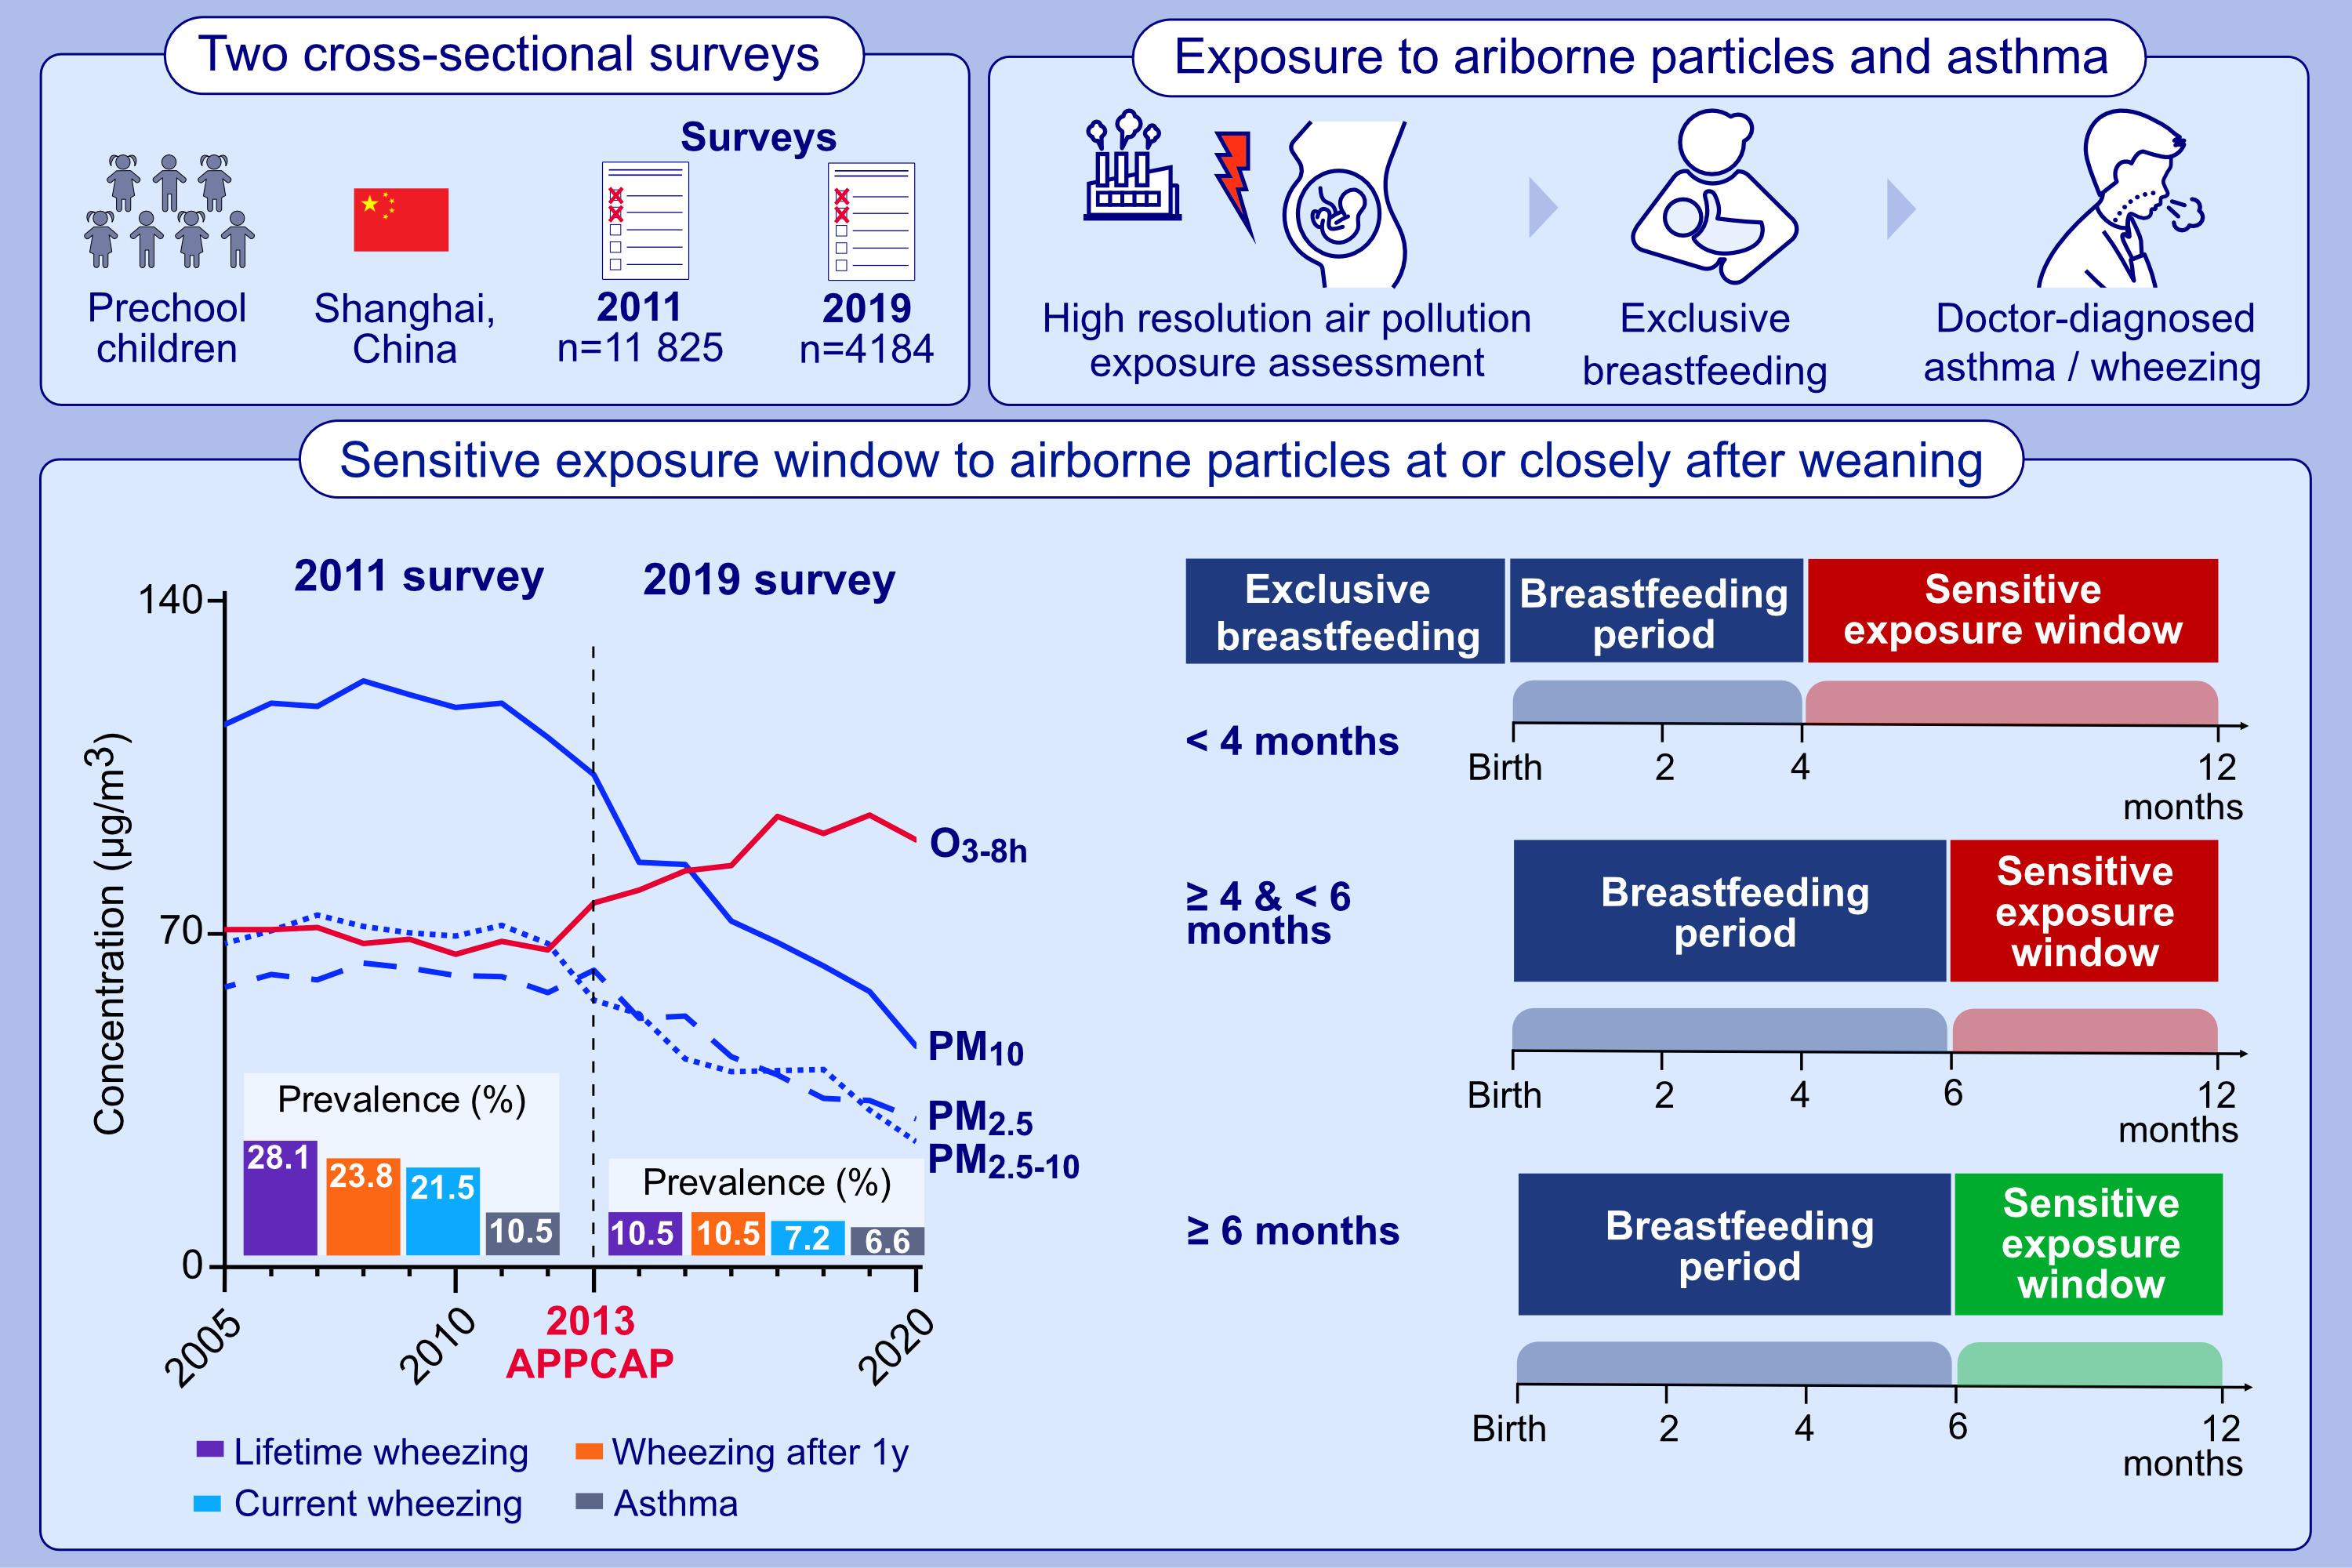 Two cross-sectional surveys
Surveys
Prechool
children
Shanghai,
China
2011
n=11 825
2019
n=4184
Exposure to ariborne particles and asthma
High resolution air pollution
exposure assessment
Exclusive
breastfeeding
Doctor-diagnosed
asthma / wheezing
Sensitive exposure window to airborne particles at or closely after weaning
2011 survey
2019 survey
Concentration (µg/m3)
140
70
0
O3-8h
PM10
PM2.5
PM2.5-10
Prevalence (%)
28.1
23.8
21.5
10.5
Prevalence (%)
10.5
10.5
7.2
6.6
2005
2010
2013
APPCAP
2020
Lifetime wheezing
Wheezing after 1y
Current wheezing
Asthma
Exclusive
breastfeeding
Breastfeeding
period
Sensitive
exposure window
< 4 months
Birth
2
4
12
months
≥ 4 & < 6
months
Breastfeeding
period
Sensitive
exposure
window
Birth
2
4
6
12
months
≥ 6 months
Breastfeeding
period
Sensitive
exposure
window
Birth
2
4
6
12
months